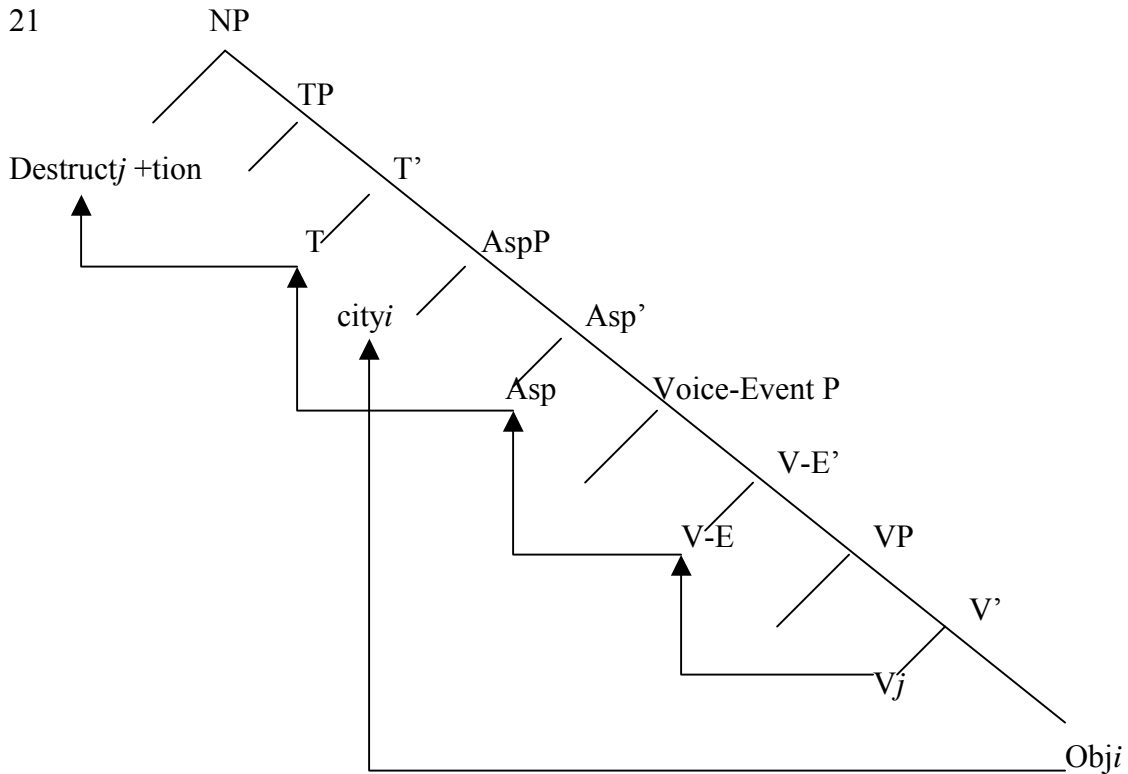 21 NP
TP
Destructj +tion T’
T AspP
cityi Asp’
Asp Voice-Event P
V-E’
V-E VP
V’
Vj
Obji